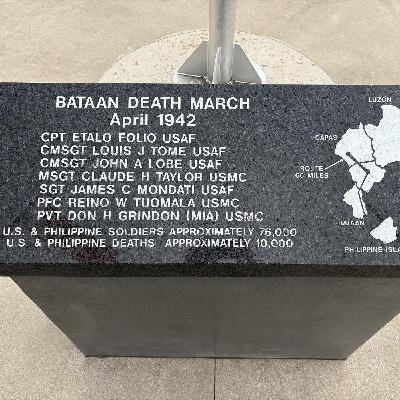 BATAAN DEATH MARCH
April 1942
CPT ETALO FOLIO USAF
CMSGT LOUIS J TOME USAF
CMSGT JOHN A LOBE USAF
MSGT CLAUDE H TAYLOR USMC
SGT JAMES C MONDATI USAF
PFC REINO W TUOMALA USMC
PVT DON H GRINDON (MIA) USMC
U.S. & PHILIPPINE SOLDIERS APPROXIMATELY 76,000
U.S. & PHILIPPINE DEATHS APPROXIMATELY 10,000
LUZON
CAPAS
ROUTE
60 MILES
BATAAN
PHILIPPINE ISLA